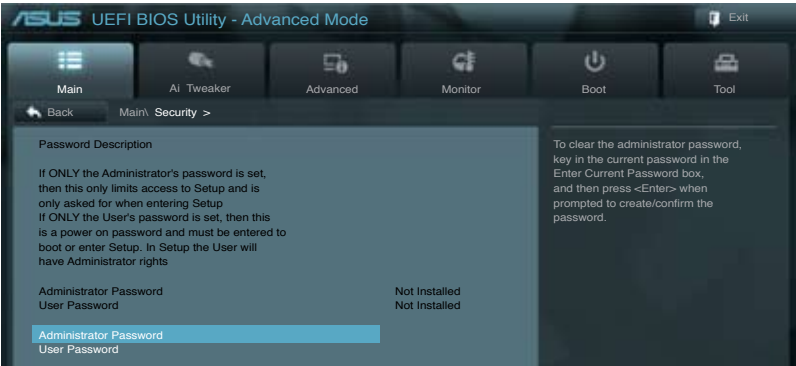 ASUS UEFI BIOS Utility - Advanced Mode
Exit
Main
Ai Tweaker
Advanced
Monitor
Boot
Tool
Back
Main\ Security >
Password Description
If ONLY the Administrator's password is set,
then this only limits access to Setup and is
only asked for when entering Setup
If ONLY the User's password is set, then this
is a power on password and must be entered to
boot or enter Setup. In Setup the User will
have Administrator rights
Administrator Password Not Installed
User Password Not Installed
Administrator Password
User Password
To clear the administrator password,
key in the current password in the
Enter Current Password box,
and then press <Enter> when
prompted to create/confirm the
password.